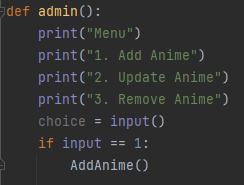 def admin():
    print("Menu")
    print("1. Add Anime")
    print("2. Update Anime")
    print("3. Remove Anime")
    choice = input()
    if input == 1:
        AddAnime()